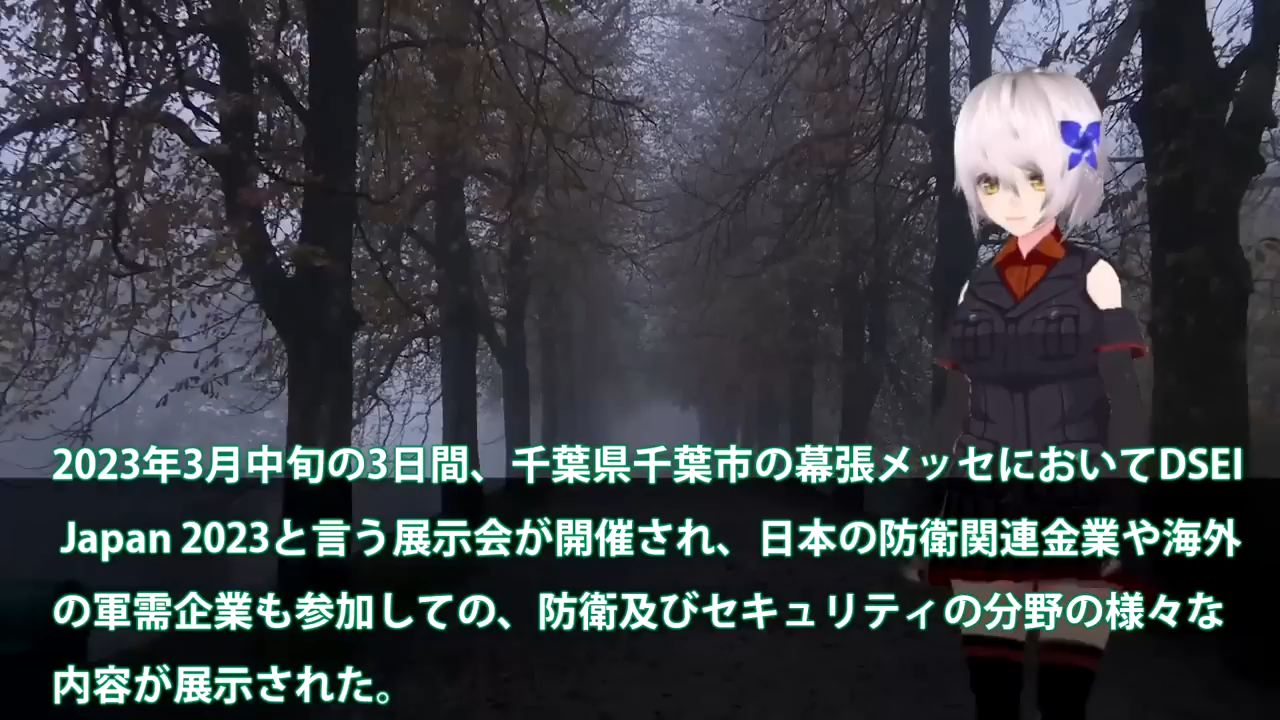 2023年3月中旬の3日間、千葉県千葉市の幕張メッセにおいてDSEI
Japan 2023と言う展示会が開催され、日本の防衛関連金業や海外
の軍需企業も参加しての、防衛及びセキュリティの分野の様々な
内容が展示された。